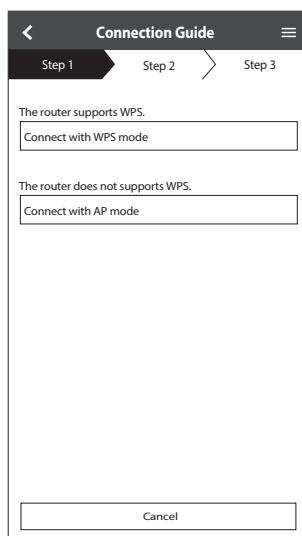 Connection Guide
Step 1 Step 2 Step 3
The router supports WPS.
Connect with WPS mode
The router does not supports WPS.
Connect with AP mode
Cancel